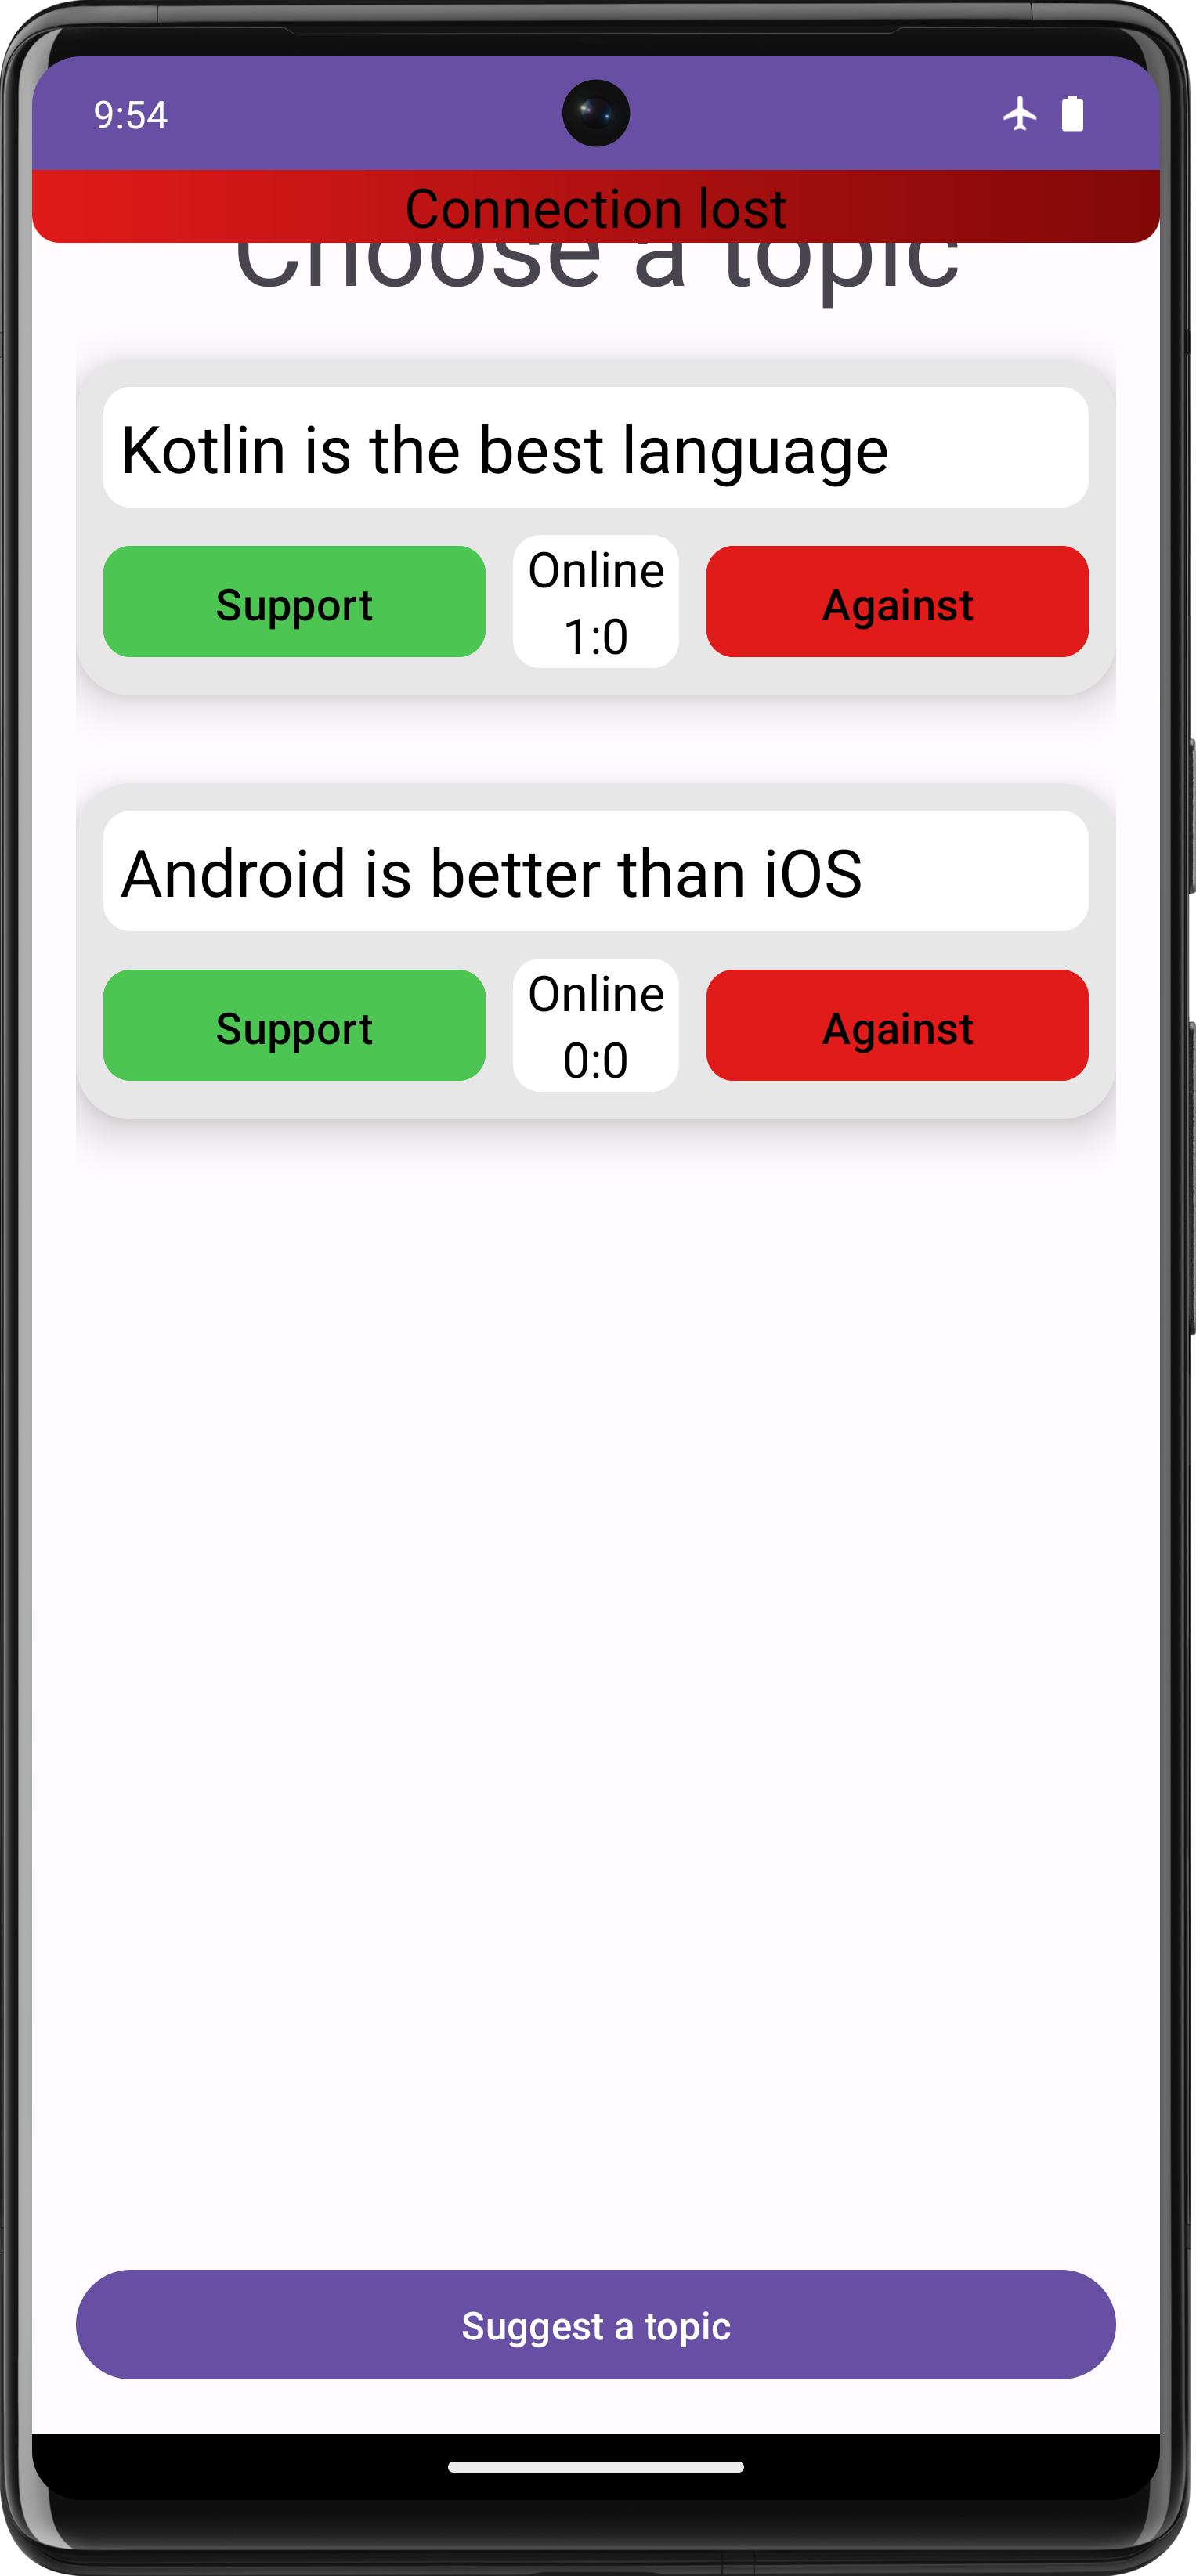 9:54
Connection lost
Choose a topic
Kotlin is the best language
Support
Online
1:0
Against
Android is better than iOS
Support
Online
0:0
Against
Suggest a topic